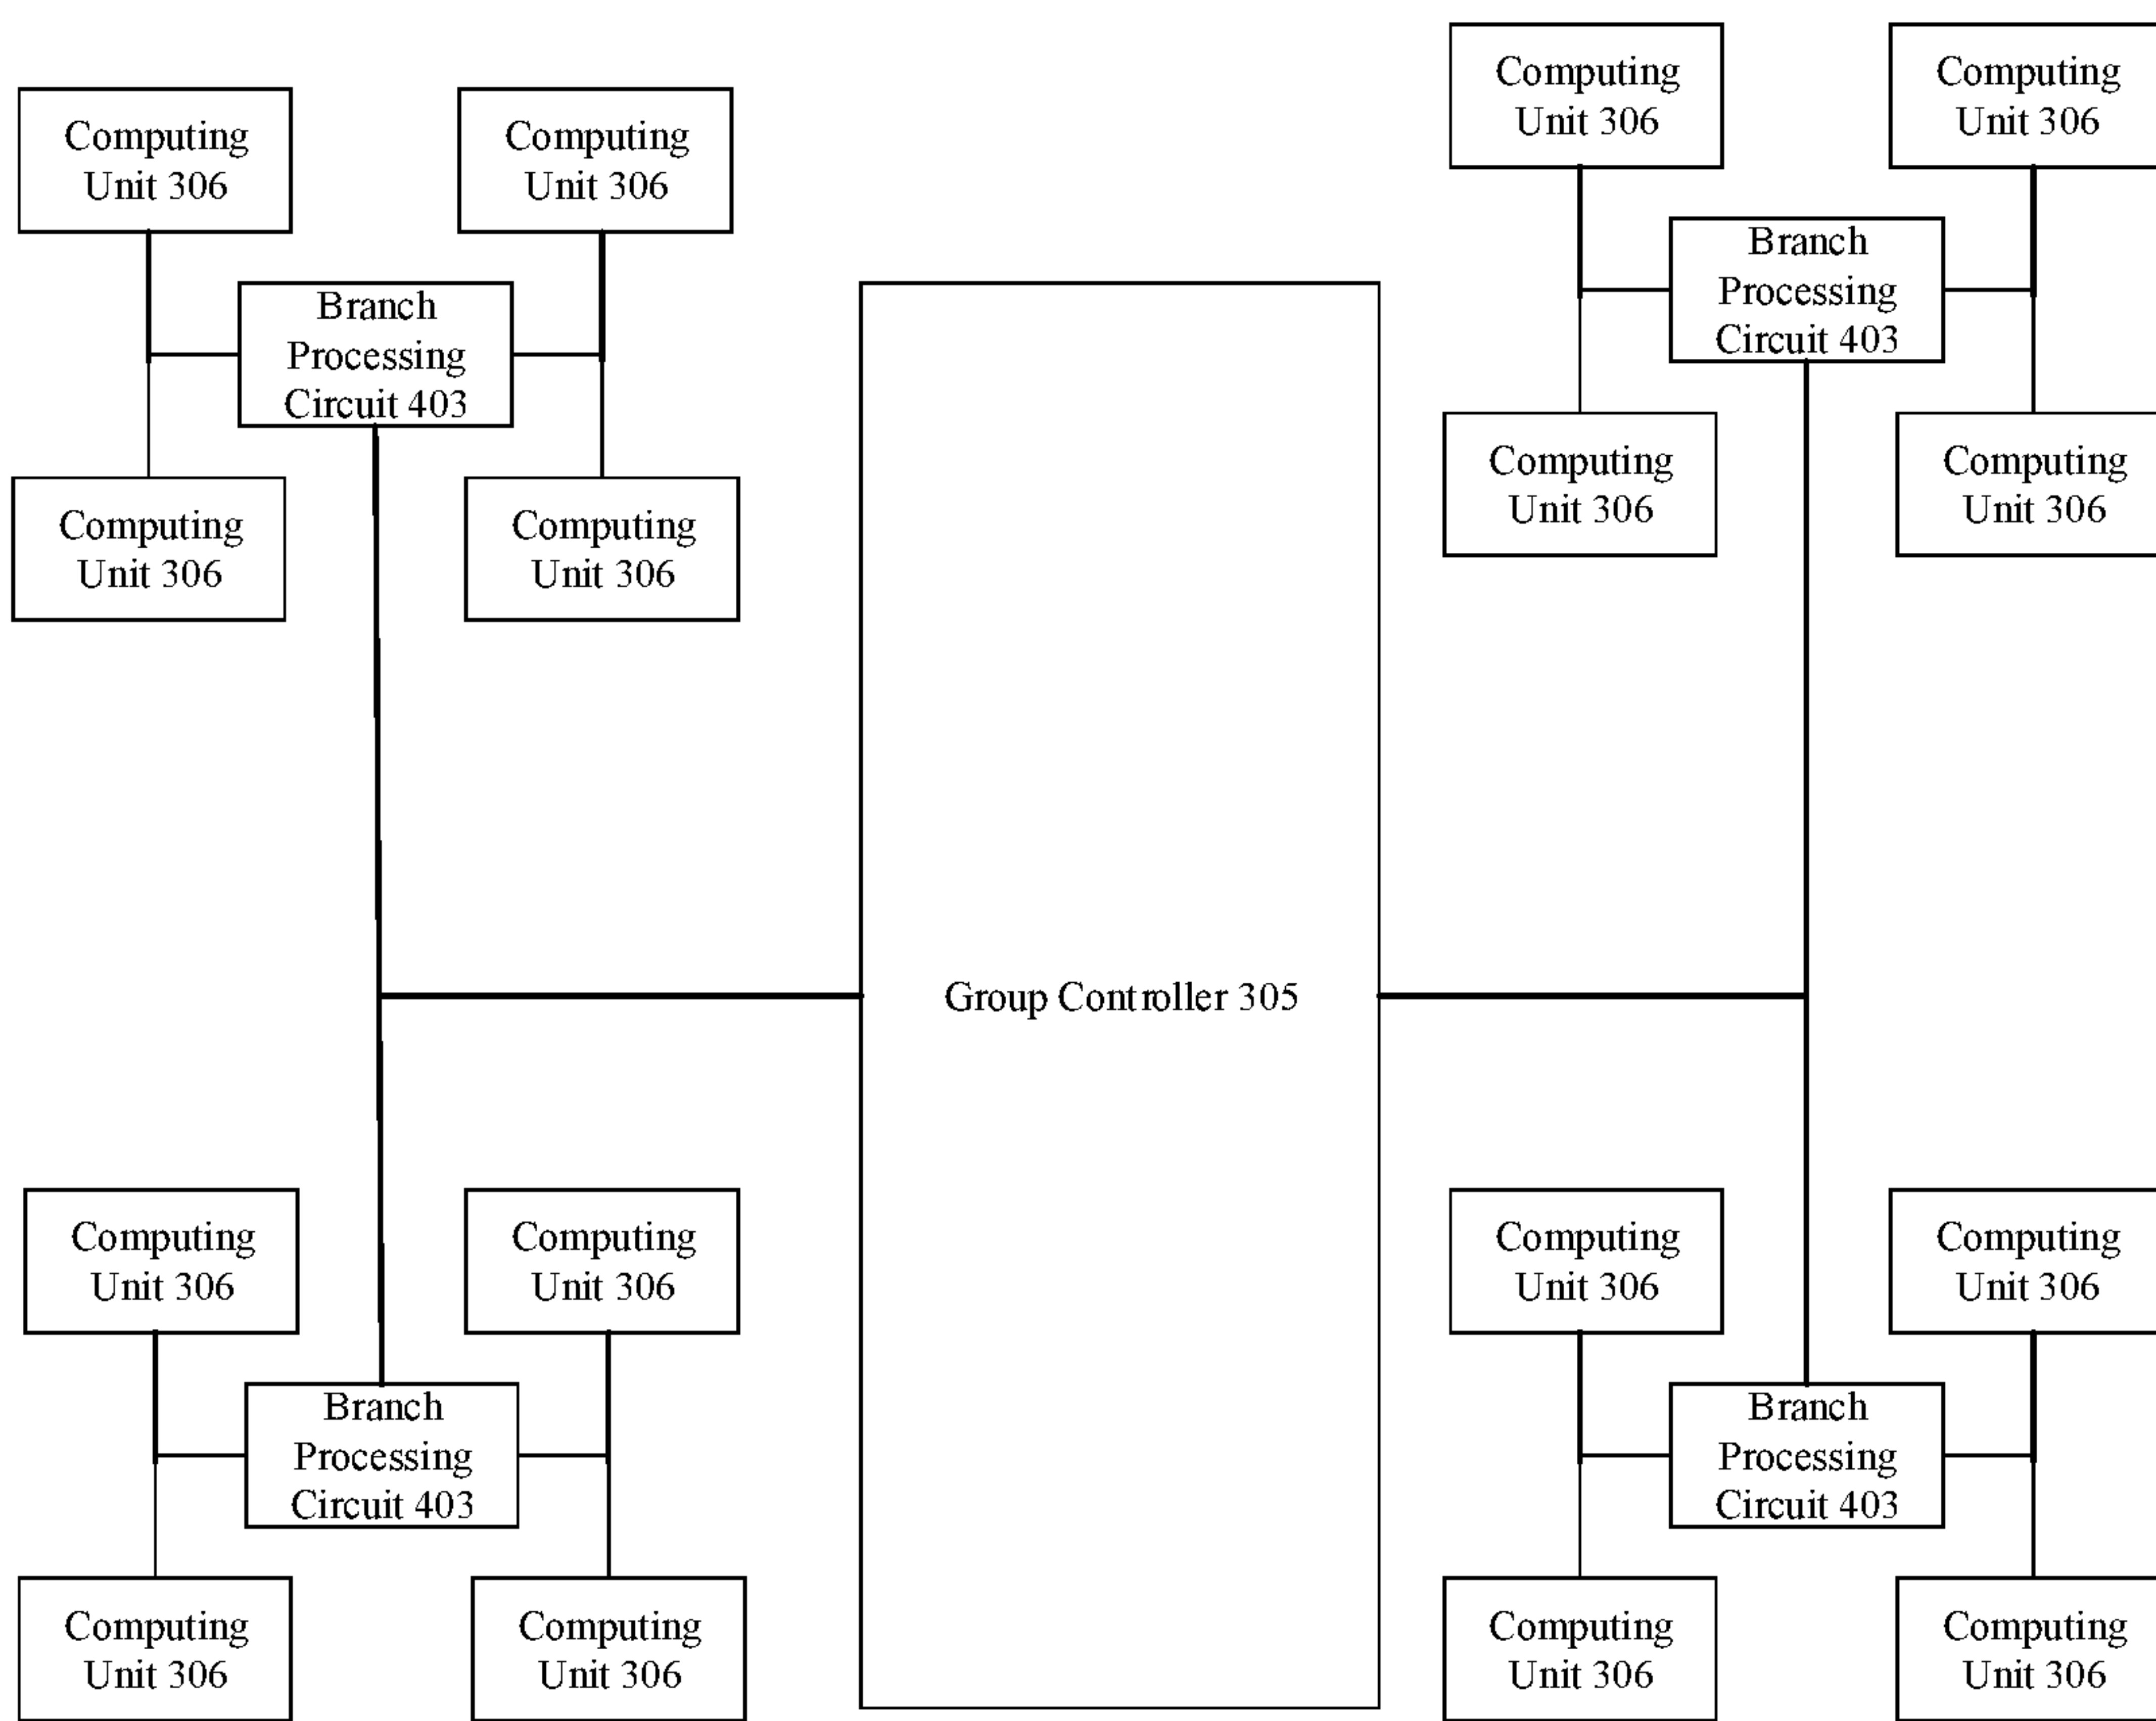 Computing
Unit 306
Computing
Unit 306
Branch
Processing
Circuit 403
Computing
Unit 306
Computing
Unit 306
Computing
Unit 306
Computing
Unit 306
Branch
Processing
Circuit 403
Computing
Unit 306
Computing
Unit 306
Group Controller 305
Computing
Unit 306
Computing
Unit 306
Branch
Processing
Circuit 403
Computing
Unit 306
Computing
Unit 306
Computing
Unit 306
Computing
Unit 306
Branch
Processing
Circuit 403
Computing
Unit 306
Computing
Unit 306